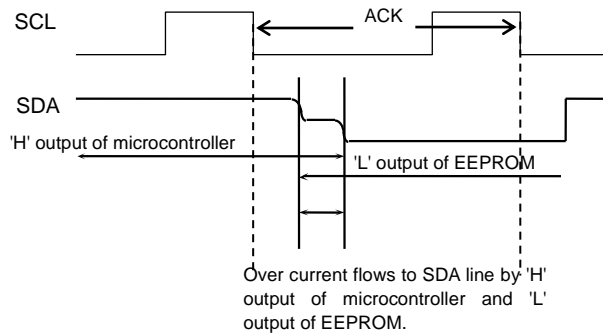 SCL
ACK
SDA
'H' output of microcontroller
'L' output of EEPROM
Over current flows to SDA line by 'H'
output of microcontroller and 'L'
output of EEPROM.